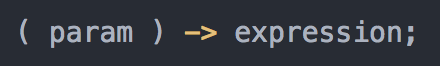 ( param ) -> expression;